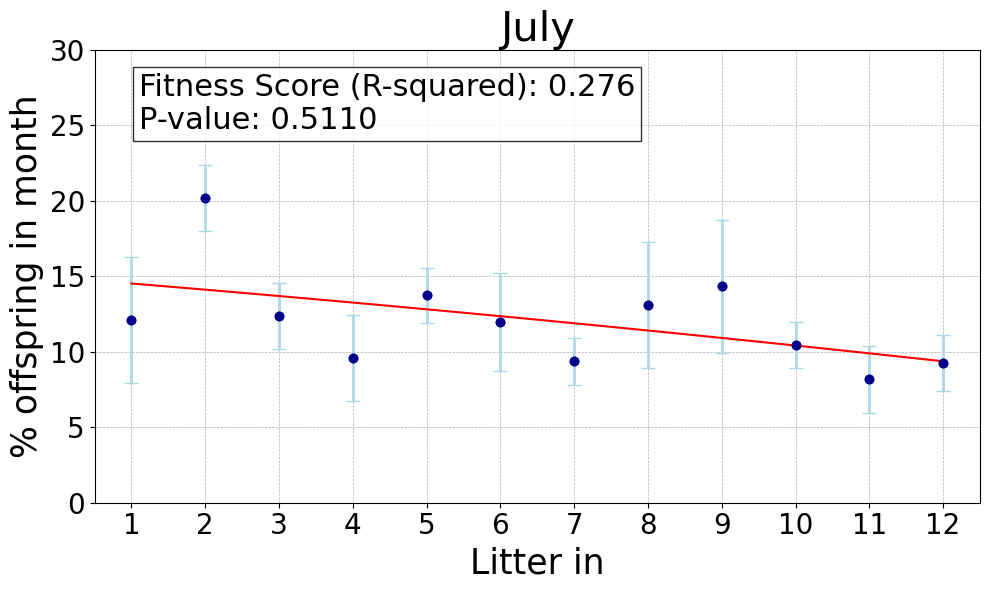 July
Fitness Score (R-squared): 0.276
P-value: 0.5110
% offspring in month
30
25
20
15
10
5
0
1 2 3 4 5 6 7 8 9 10 11 12
Litter in